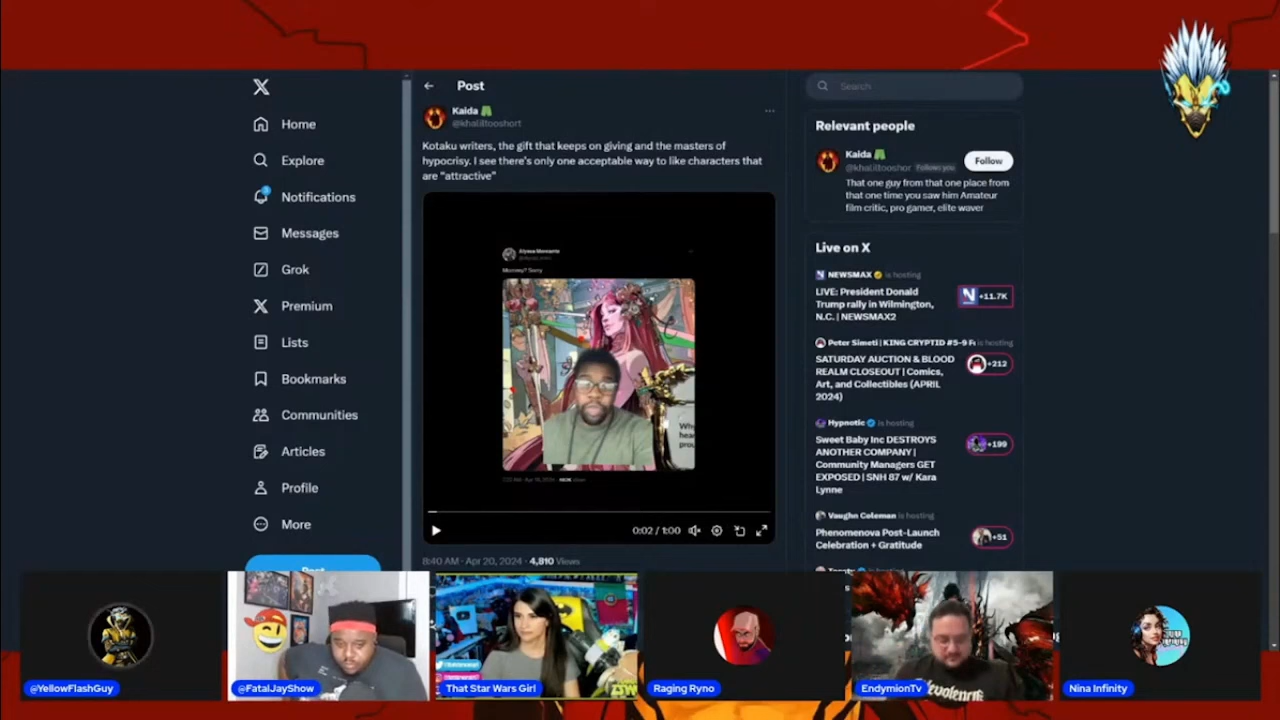 Post
Search
Kaida
@khaliltooshort
Kotaku writers, the gift that keeps on giving and the masters of
hypocrisy. I see there's only one acceptable way to like characters that
are "attractive"
Mommy? Sorry
0:02 / 1:00
8:40 AM · Apr 20, 2024 · 4,810 Views
Home
Explore
Notifications
Messages
Grok
Premium
Lists
Bookmarks
Communities
Articles
Profile
More
Post
Relevant people
Kaida
@khaliltooshor Follows you
Follow
That one guy from that one place from
that one time you saw him Amateur
film critic, pro gamer, elite waver
Live on X
NEWSMAX is hosting
LIVE: President Donald
Trump rally in Wilmington,
N.C. | NEWSMAX2
+11.7K
Peter Simeti | KING CRYPTID #5-9 F is hosting
SATURDAY AUCTION & BLOOD
REALM CLOSEOUT | Comics,
Art, and Collectibles (APRIL
2024)
+212
Hypnotic is hosting
Sweet Baby Inc DESTROYS
ANOTHER COMPANY |
Community Managers GET
EXPOSED | SNH 87 w/ Kara
Lynne
+199
Vaughn Coleman is hosting
Phenomenova Post-Launch
Celebration + Gratitude
+51
@YellowFlashGuy
@FatalJayShow
That Star Wars Girl
Raging Ryno
EndymionTv
Nina Infinity